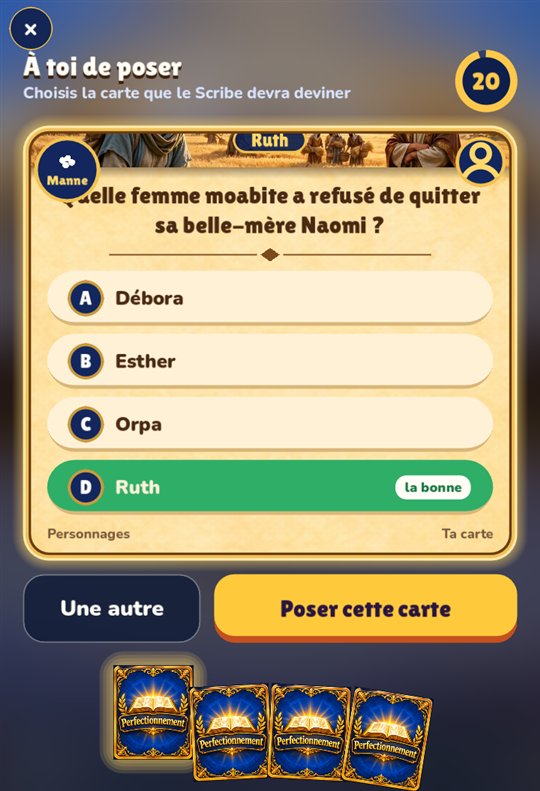 À toi de poser
Choisis la carte que le Scribe devra deviner
20
Ruth
Manne
Quelle femme moabite a refusé de quitter
sa belle-mère Naomi ?
A Débora
B Esther
C Orpa
D Ruth la bonne
Personnages Ta carte
Une autre Poser cette carte
Perfectionnement
Perfectionnement
Perfectionnement
Perfectionnement